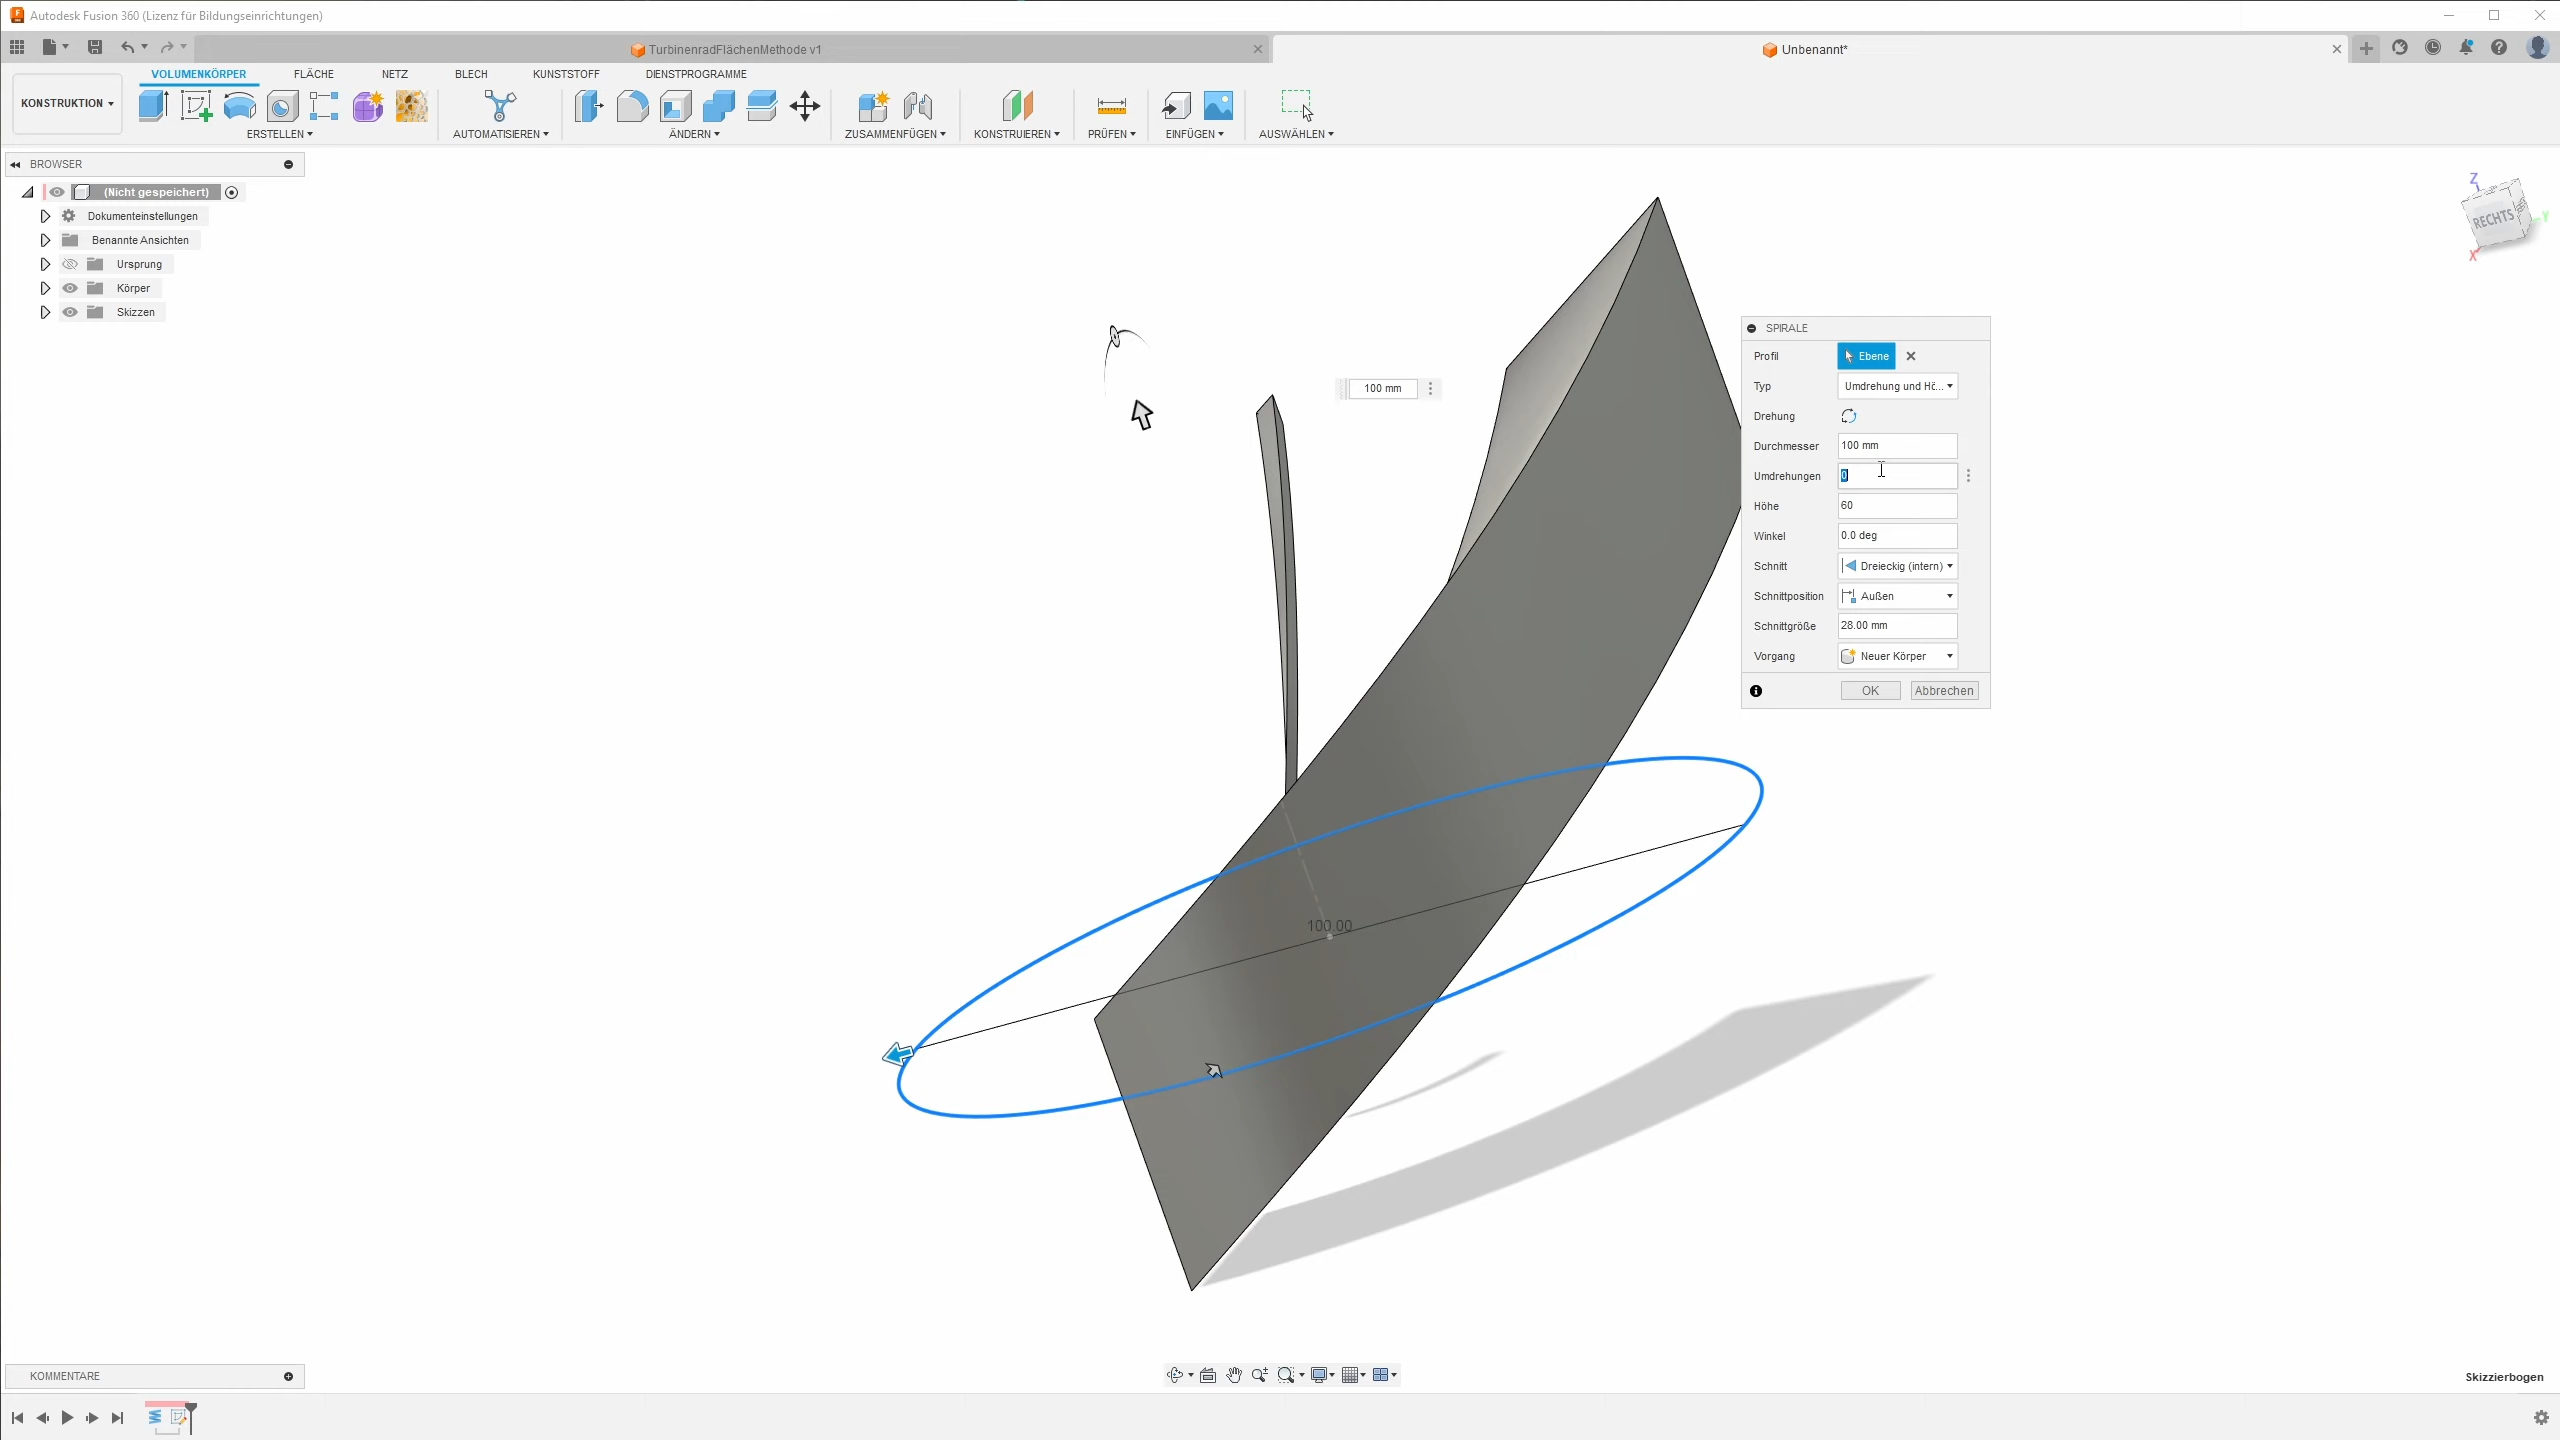 Autodesk Fusion 360 (Lizenz für Bildungseinrichtungen)
TurbinenradFlächenMethode v1
Unbenannt*
KONSTRUKTION
VOLUMENKÖRPER
FLÄCHE
NETZ
BLECH
KUNSTSTOFF
DIENSTPROGRAMME
ERSTELLEN
AUTOMATISIEREN
ÄNDERN
ZUSAMMENFÜGEN
KONSTRUIEREN
PRÜFEN
EINFÜGEN
AUSWÄHLEN
BROWSER
(Nicht gespeichert)
Dokumenteinstellungen
Benannte Ansichten
Ursprung
Körper
Skizzen
Z
RECHTS
Y
X
100 mm
SPIRALE
Profil Ebene
Typ Umdrehung und Hö...
Drehung
Durchmesser 100 mm
Umdrehungen 0
Höhe 60
Winkel 0.0 deg
Schnitt Dreieckig (intern)
Schnittposition Außen
Schnittgröße 28.00 mm
Vorgang Neuer Körper
OK Abbrechen
100.00
KOMMENTARE
Skizzierbogen